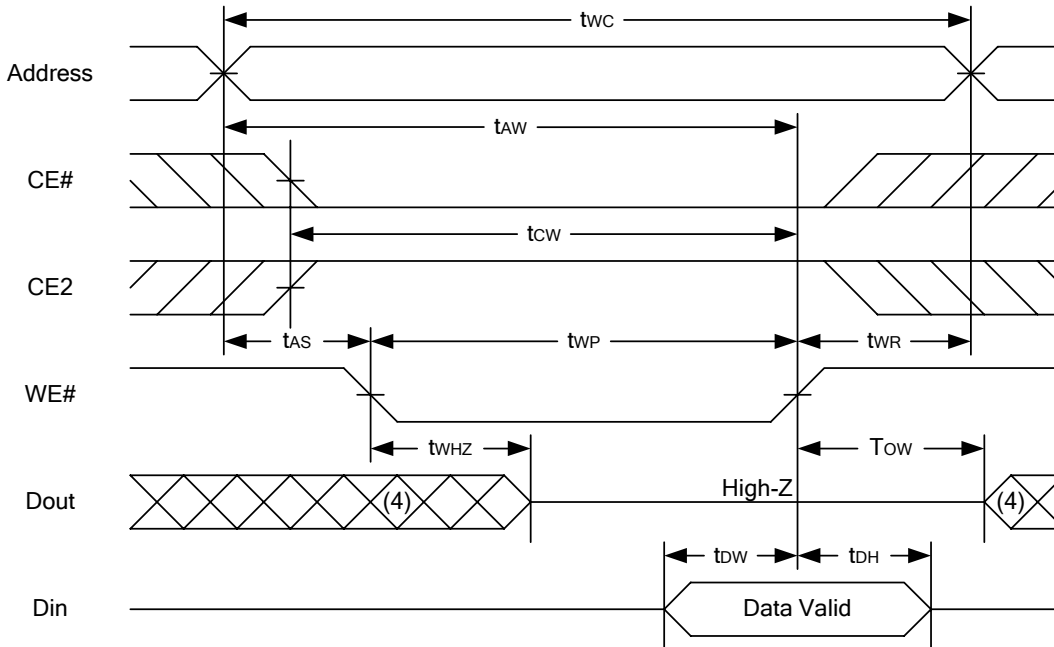 tWC
Address
tAW
CE#
tCW
CE2
tAS tWP tWR
WE#
tWHZ TOW
Dout (4) High-Z (4)
tDW tDH
Din Data Valid